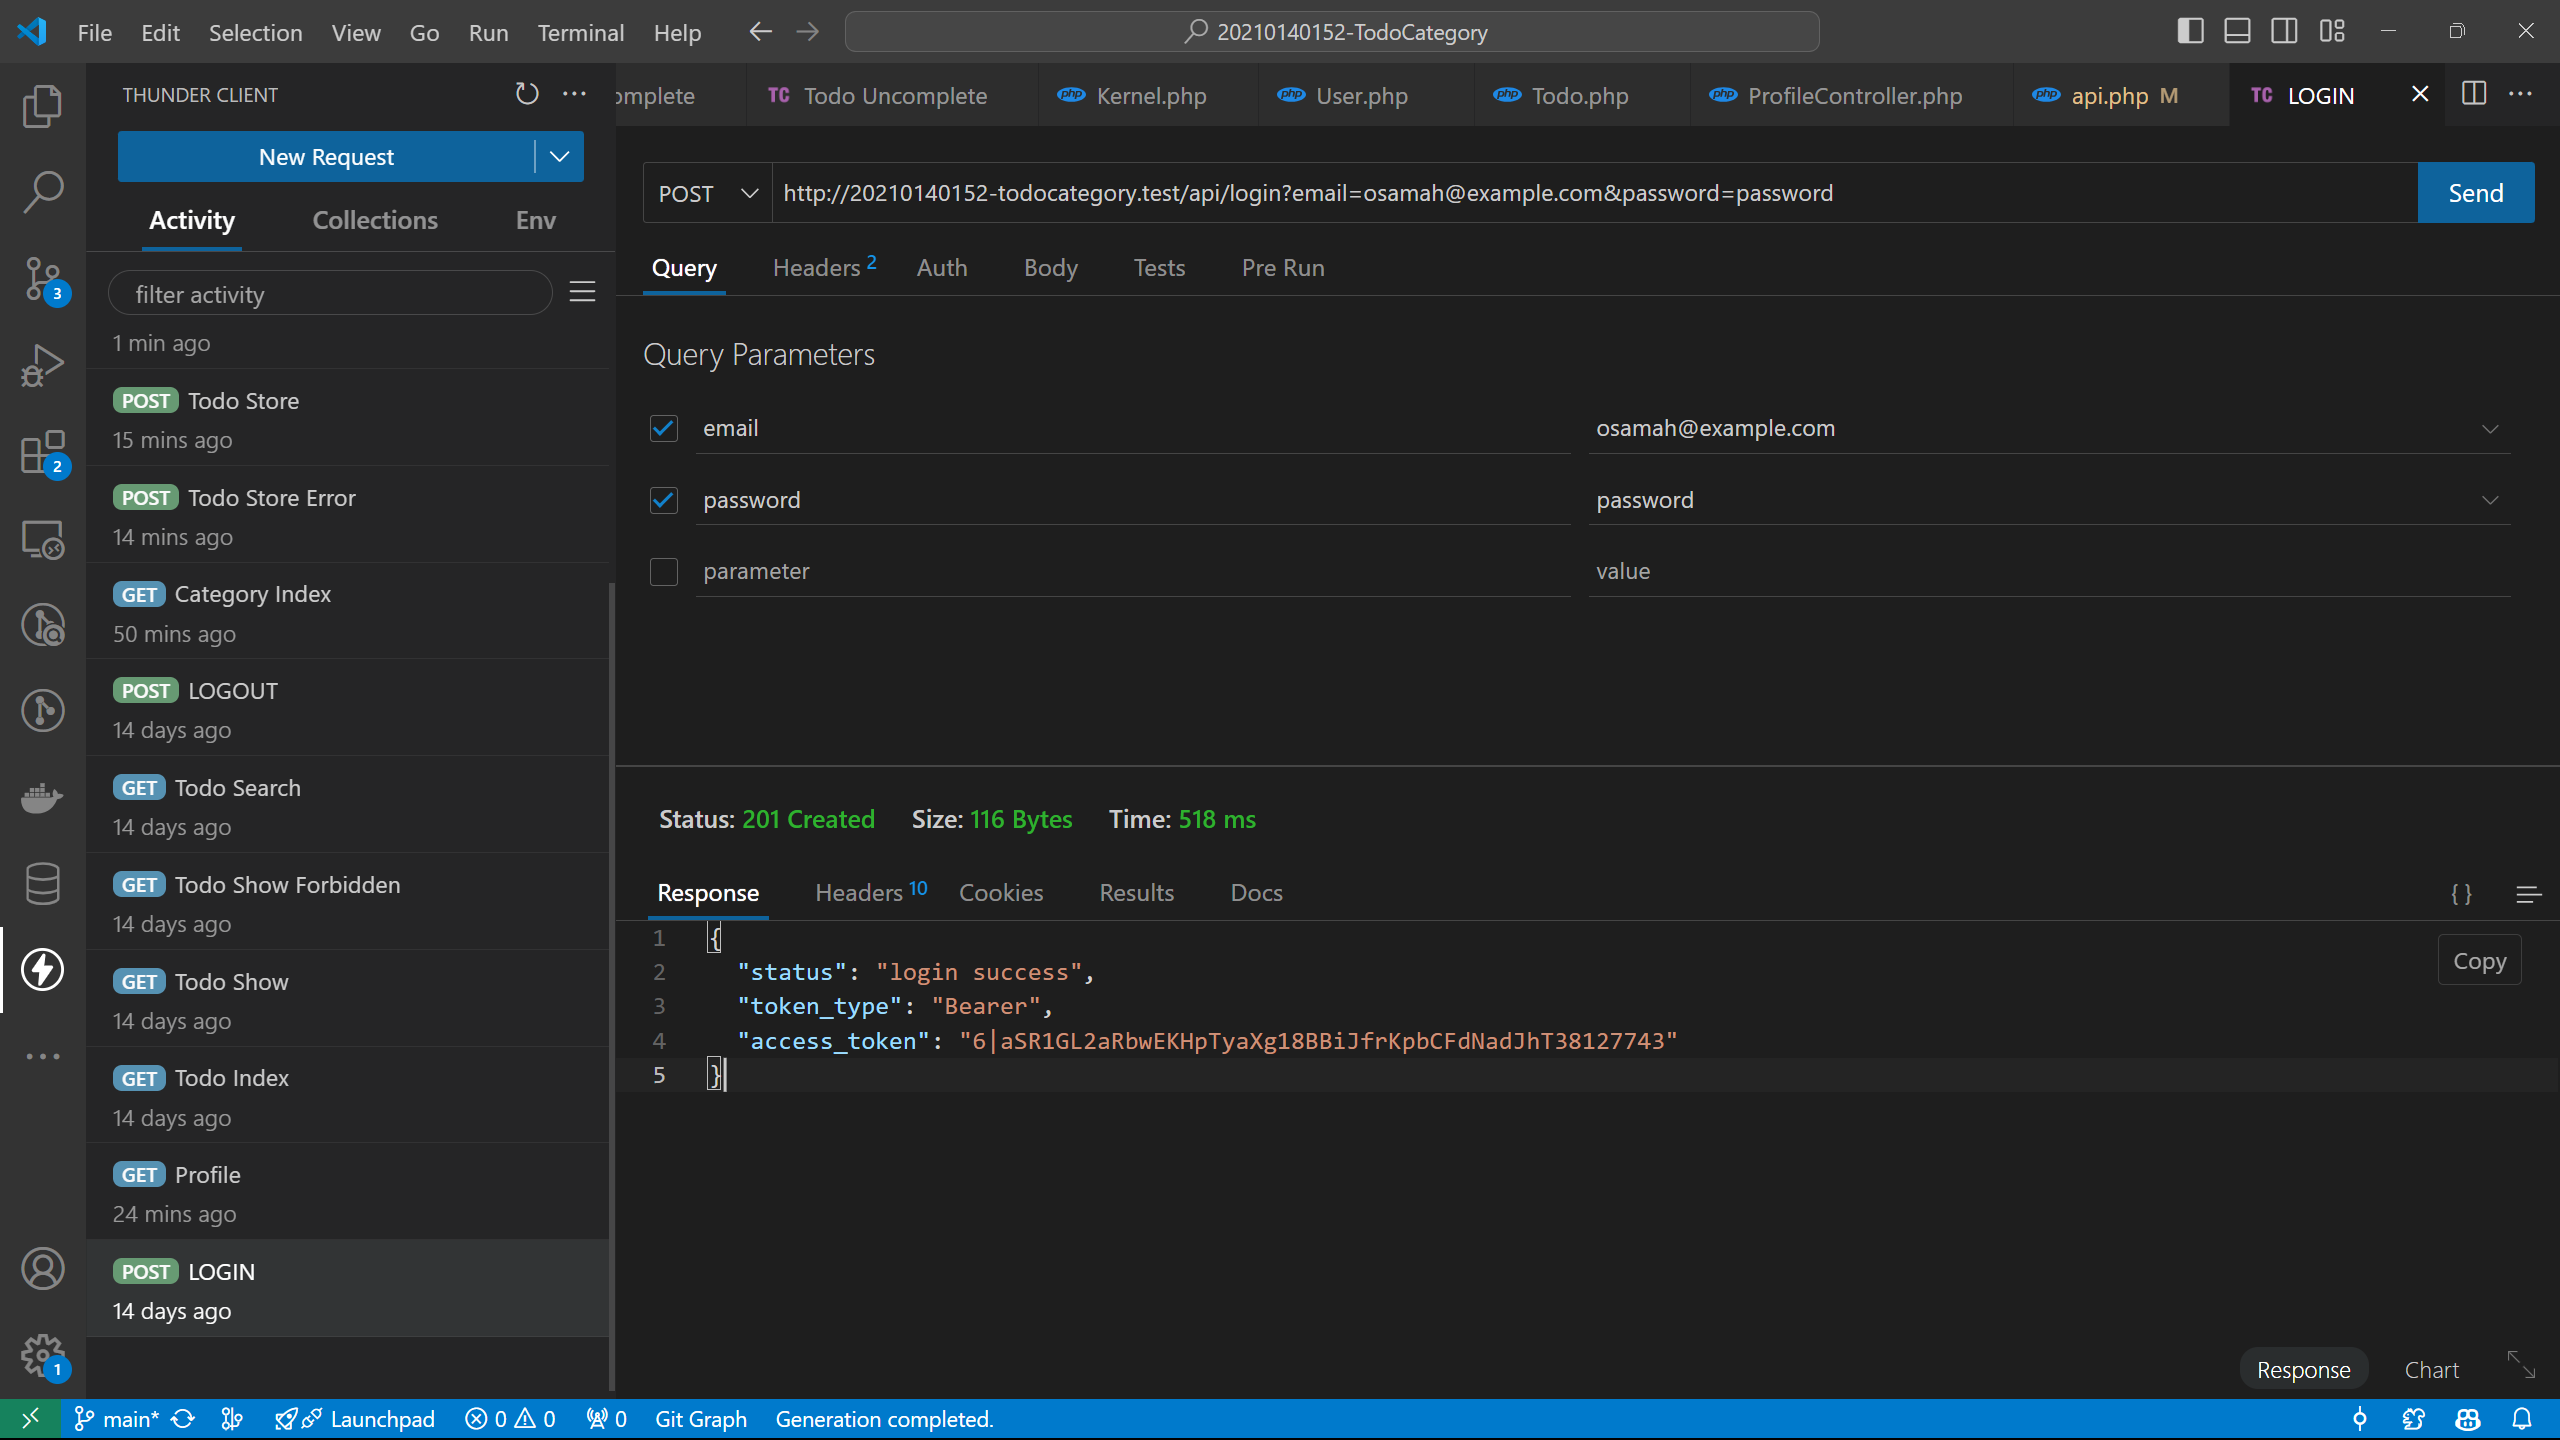 File Edit Selection View Go Run Terminal Help
20210140152-TodoCategory
THUNDER CLIENT
New Request
Activity Collections Env
filter activity
1 min ago
POST Todo Store
15 mins ago
POST Todo Store Error
14 mins ago
GET Category Index
50 mins ago
POST LOGOUT
14 days ago
GET Todo Search
14 days ago
GET Todo Show Forbidden
14 days ago
GET Todo Show
14 days ago
GET Todo Index
14 days ago
GET Profile
24 mins ago
POST LOGIN
14 days ago
3
2
1
omplete TC Todo Uncomplete php Kernel.php php User.php php Todo.php php ProfileController.php php api.php M TC LOGIN
POST http://20210140152-todocategory.test/api/login?email=osamah@example.com&password=password Send
Query Headers 2 Auth Body Tests Pre Run
Query Parameters
email osamah@example.com
password password
parameter value
Status: 201 Created Size: 116 Bytes Time: 518 ms
Response Headers 10 Cookies Results Docs
{}
Copy
1 {
2 "status": "login success",
3 "token_type": "Bearer",
4 "access_token": "6|aSR1GL2aRbwEKHpTyaXg18BBiJfrKpbCFdNadJhT38127743"
5 }
Response Chart
main* Launchpad 0 0 0 Git Graph Generation completed.